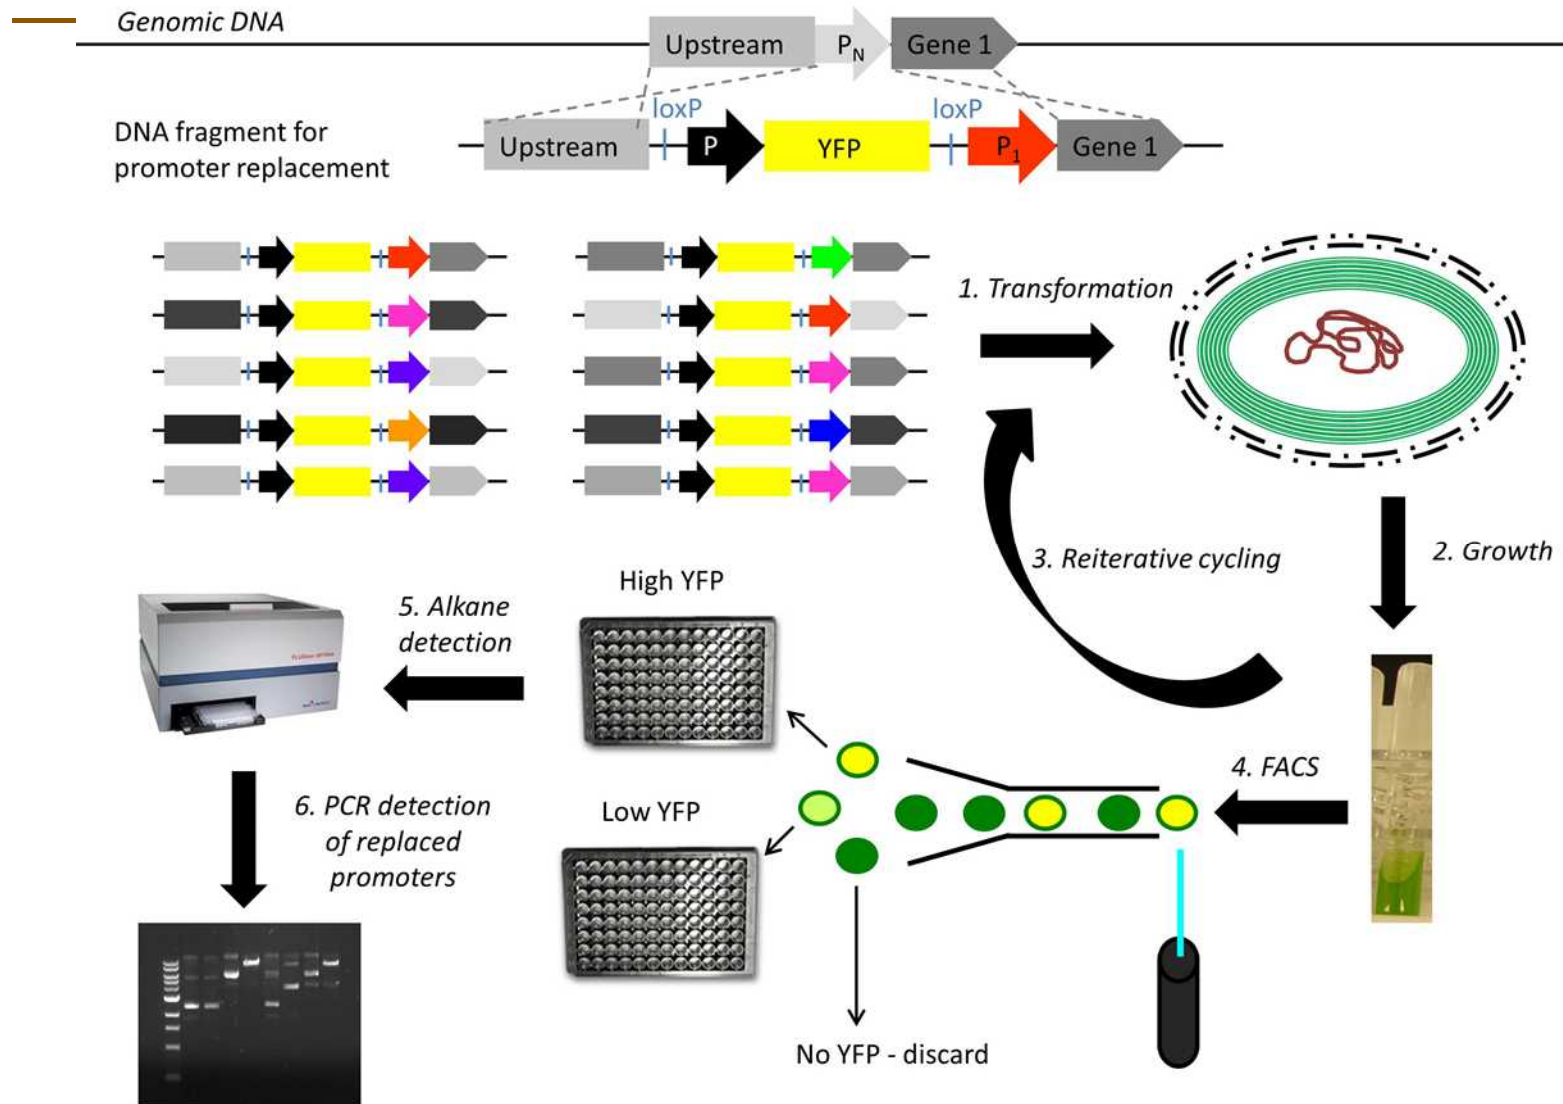 Genomic DNA
Upstream
P_N
Gene 1
DNA fragment for
promoter replacement
loxP
loxP
Upstream
P
YFP
P_1
Gene 1
1. Transformation
2. Growth
3. Reiterative cycling
High YFP
5. Alkane
detection
4. FACS
6. PCR detection
of replaced
promoters
Low YFP
No YFP - discard